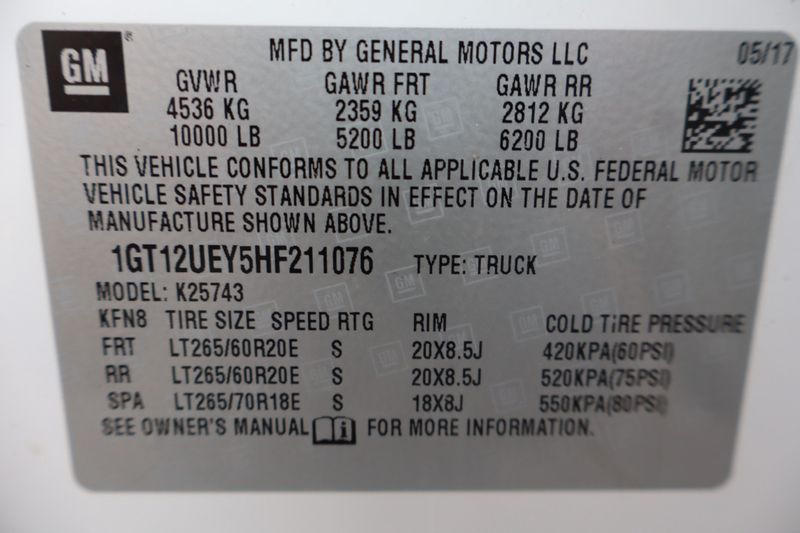 GM
MFD BY GENERAL MOTORS LLC 05/17
GVWR GAWR FRT GAWR RR
4536 KG 2359 KG 2812 KG
10000 LB 5200 LB 6200 LB
THIS VEHICLE CONFORMS TO ALL APPLICABLE U.S. FEDERAL MOTOR
VEHICLE SAFETY STANDARDS IN EFFECT ON THE DATE OF
MANUFACTURE SHOWN ABOVE.
1GT12UEY5HF211076 TYPE: TRUCK
MODEL: K25743
KFN8 TIRE SIZE SPEED RTG RIM COLD TIRE PRESSURE
FRT LT265/60R20E S 20X8.5J 420KPA(60PSI)
RR LT265/60R20E S 20X8.5J 520KPA(75PSI)
SPA LT265/70R18E S 18X8J 550KPA(80PSI)
SEE OWNER'S MANUAL i FOR MORE INFORMATION.